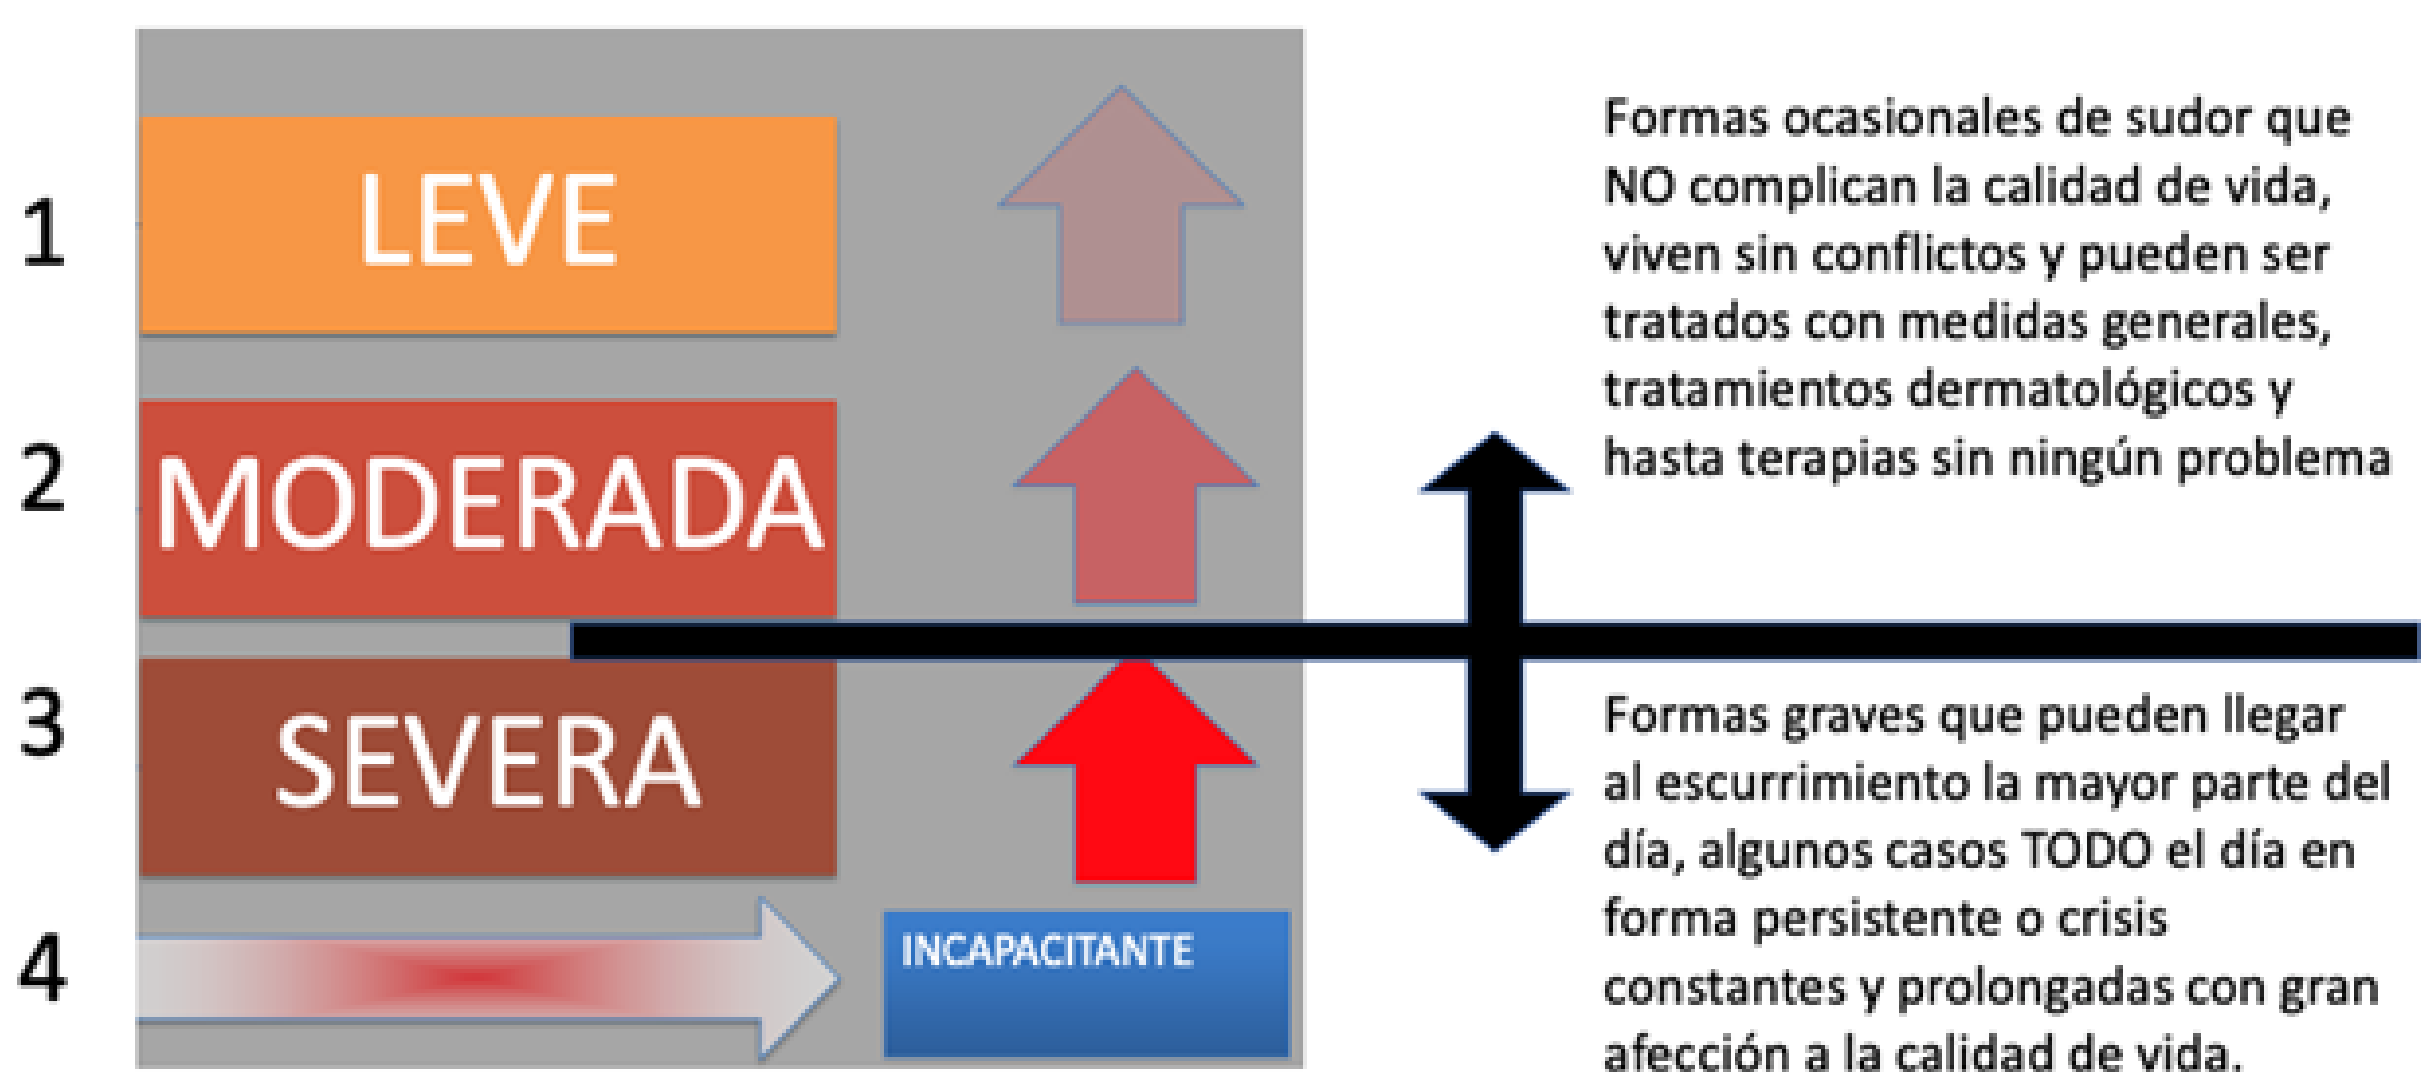 1
LEVE
2
MODERADA
3
SEVERA
4
INCAPACITANTE
Formas ocasionales de sudor que
NO complican la calidad de vida,
viven sin conflictos y pueden ser
tratados con medidas generales,
tratamientos dermatológicos y
hasta terapias sin ningún problema
Formas graves que pueden llegar
al escurrimiento la mayor parte del
día, algunos casos TODO el día en
forma persistente o crisis
constantes y prolongadas con gran
afección a la calidad de vida.